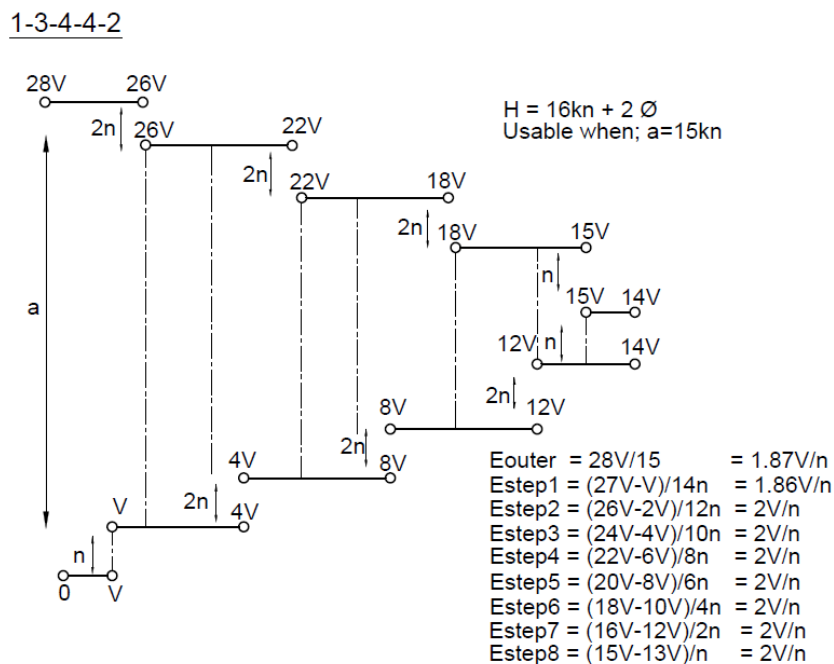 1-3-4-4-2
28V 26V
H = 16kn + 2 Ø
Usable when; a=15kn
2n 26V 22V
2n 22V 18V
2n 18V 15V
n
15V 14V
a
12V n 14V
2n
8V 12V
2n
4V 8V
2n
V 4V
n
0 V
Eouter = 28V/15 = 1.87V/n
Estep1 = (27V-V)/14n = 1.86V/n
Estep2 = (26V-2V)/12n = 2V/n
Estep3 = (24V-4V)/10n = 2V/n
Estep4 = (22V-6V)/8n = 2V/n
Estep5 = (20V-8V)/6n = 2V/n
Estep6 = (18V-10V)/4n = 2V/n
Estep7 = (16V-12V)/2n = 2V/n
Estep8 = (15V-13V)/n = 2V/n